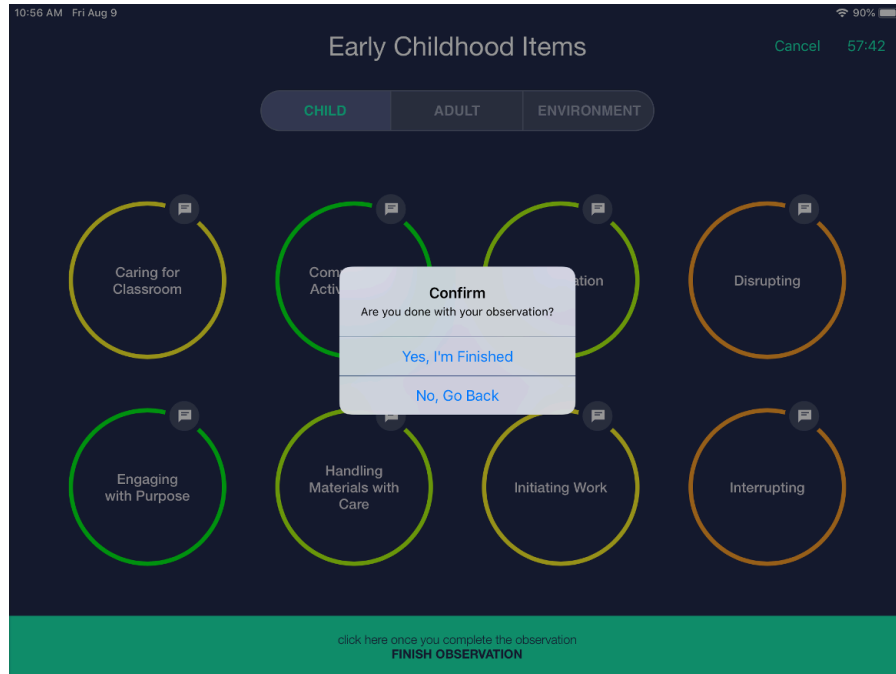 10:56 AM Fri Aug 9
90%
Early Childhood Items
Cancel
57:42
CHILD
ADULT
ENVIRONMENT
Caring for
Classroom
Disrupting
Confirm
Are you done with your observation?
Yes, I'm Finished
No, Go Back
Engaging
with Purpose
Handling
Materials with
Care
Initiating Work
Interrupting
click here once you complete the observation
FINISH OBSERVATION